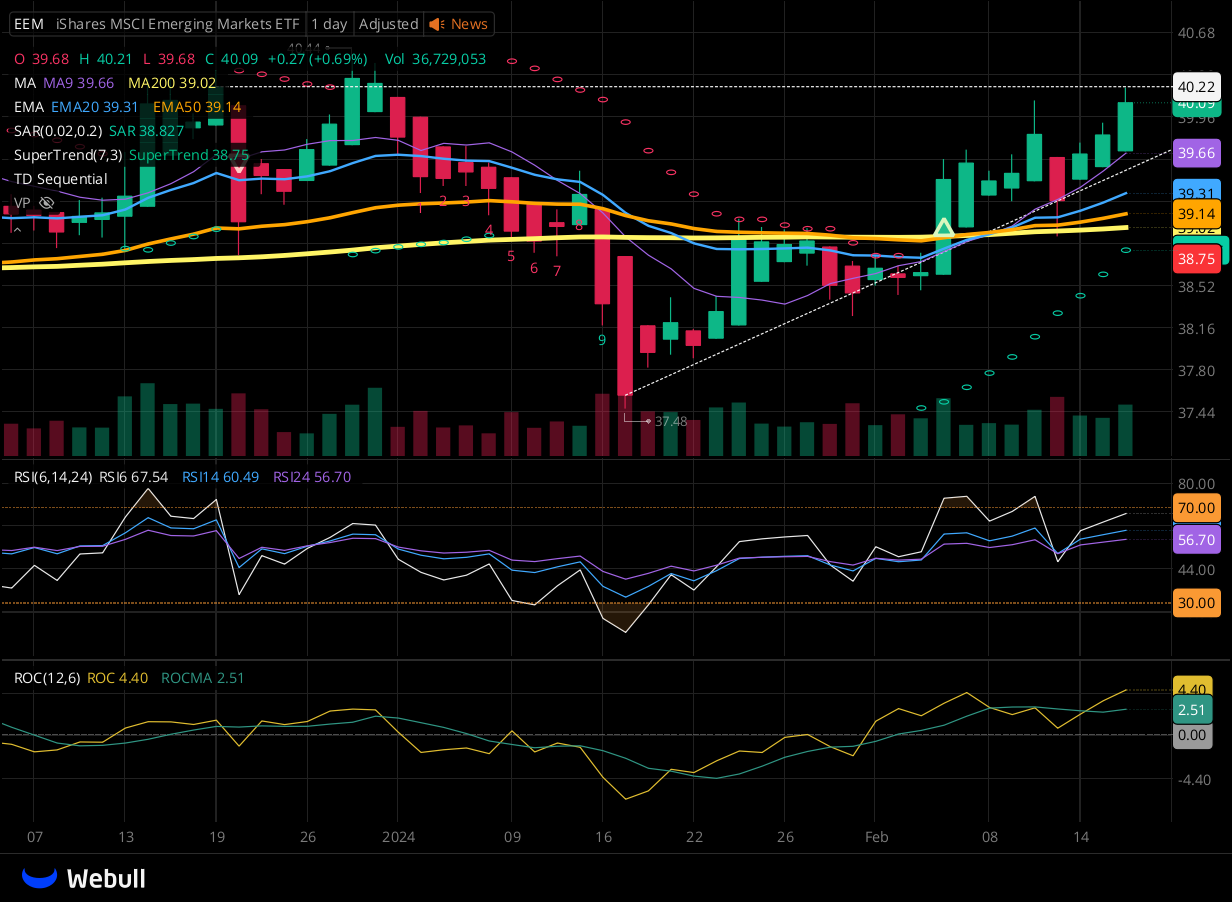 EEM iShares MSCI Emerging Markets ETF 1 day Adjusted News
40.68
40.44
O 39.68 H 40.21 L 39.68 C 40.09 +0.27 (+0.69%) Vol 36,729,053
MA MA9 39.66 MA200 39.02
40.22
40.09
EMA EMA20 39.31 EMA50 39.14
39.96
SAR(0.02,0.2) SAR 38.827
SuperTrend(7,3) SuperTrend 38.75
39.66
TD Sequential
39.31
VP
2 3
39.14
4 8
39.02
5
38.75
6 7
38.52
38.16
9
37.80
37.44
37.48
RSI(6,14,24) RSI6 67.54 RSI14 60.49 RSI24 56.70
80.00
70.00
56.70
44.00
30.00
ROC(12,6) ROC 4.40 ROCMA 2.51
4.40
2.51
0.00
-4.40
07 13 19 26 2024 09 16 22 26 Feb 08 14
Webull